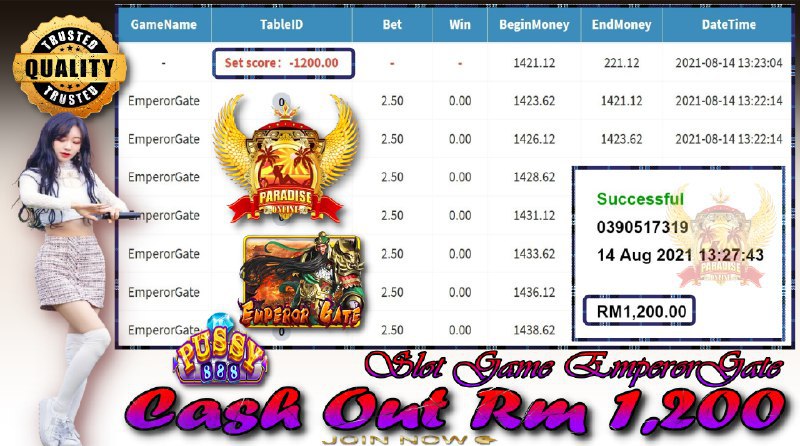 TRUSTED
QUALITY
TRUSTED
GameName TableID Bet Win BeginMoney EndMoney DateTime
- Set score: -1200.00 - - 1421.12 221.12 2021-08-14 13:23:04
EmperorGate 0 2.50 0.00 1423.62 1421.12 2021-08-14 13:22:14
EmperorGate 2.50 0.00 1426.12 1423.62 2021-08-14 13:22:14
EmperorGate 2.50 0.00 1428.62
EmperorGate 2.50 0.00 1431.12
EmperorGate 2.50 0.00 1433.62
EmperorGate 2.50 0.00 1436.12
EmperorGate 0 2.50 0.00 1438.62
PARADISE
ONLINE
EMPEROR GATE
Successful
0390517319
14 Aug 2021 13:27:43
RM1,200.00
PARADISE
ONLINE
PUSSY
888
Slot Game EmperorGate
Cash Out Rm 1,200
JOIN NOW